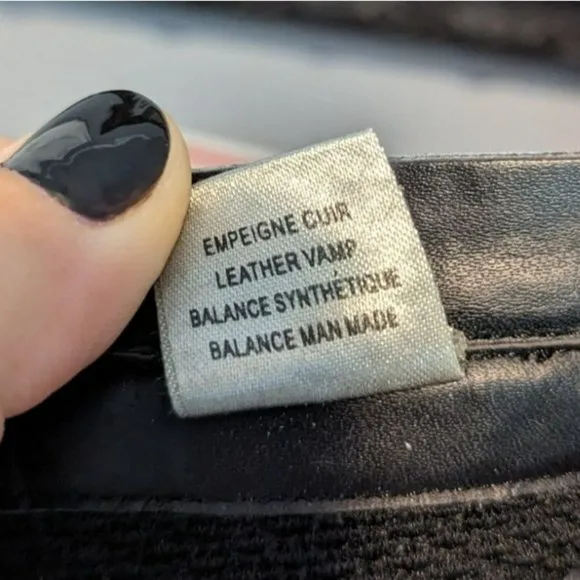 EMPEIGNE CUIR
LEATHER VAMP
BALANCE SYNTHÉTIQUE
BALANCE MAN MADE